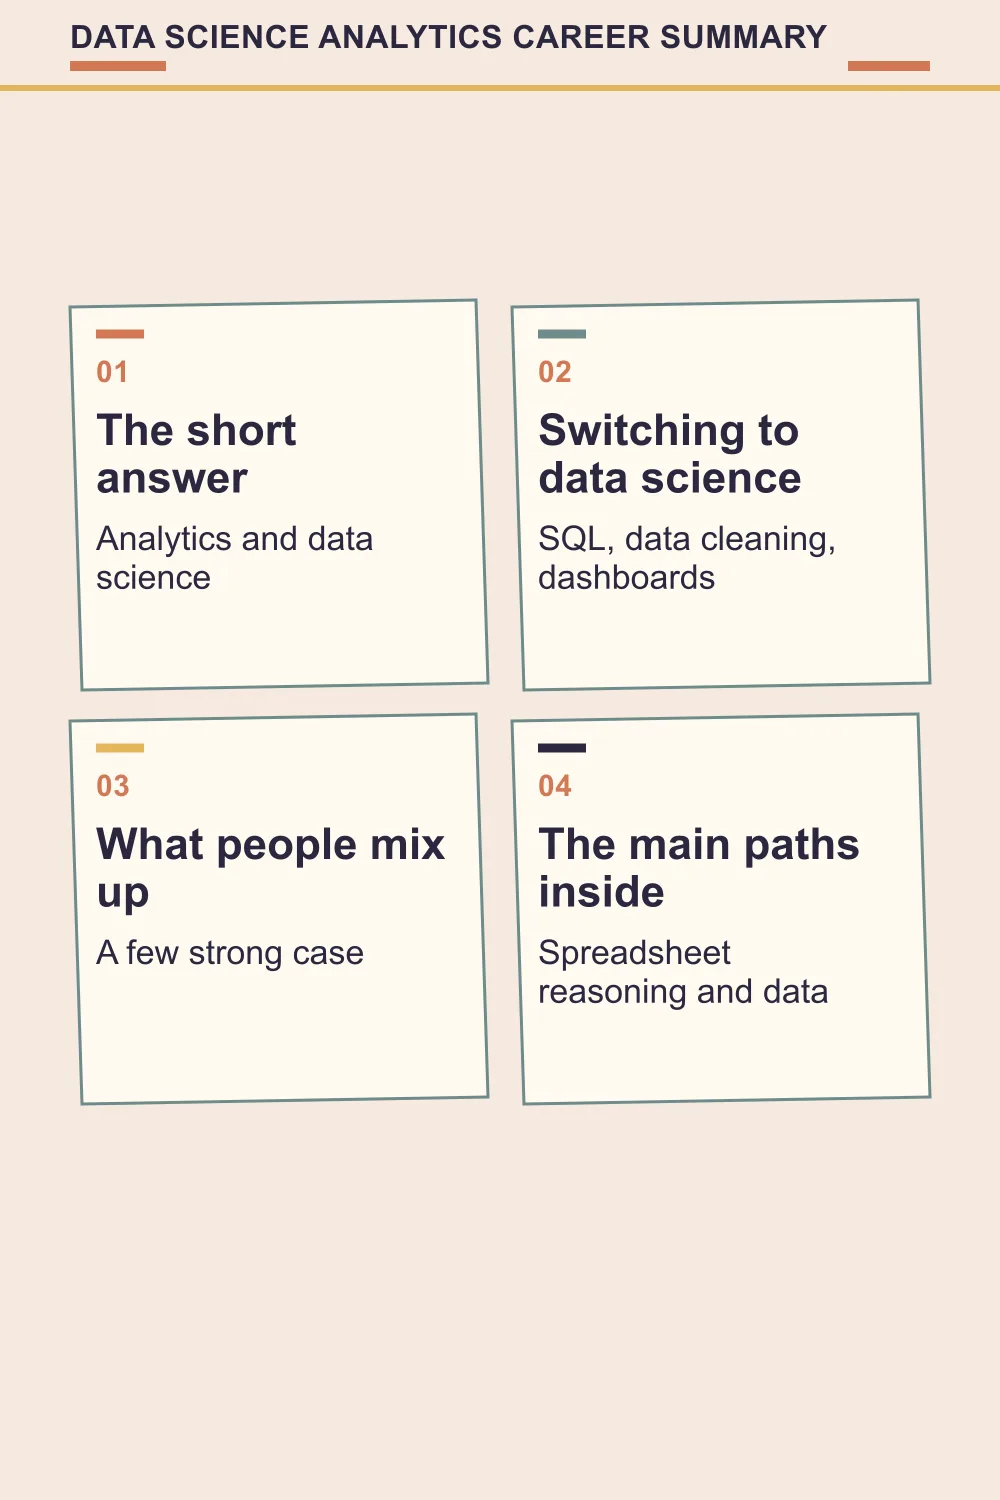 DATA SCIENCE ANALYTICS CAREER SUMMARY
01
The short
answer
Analytics and data
science
02
Switching to
data science
SQL, data cleaning,
dashboards
03
What people mix
up
A few strong case
04
The main paths
inside
Spreadsheet
reasoning and data